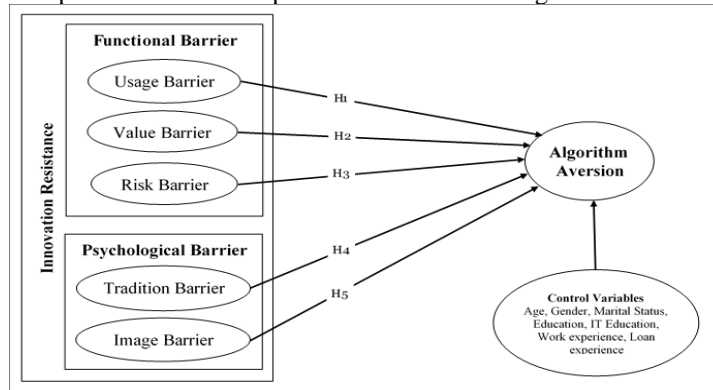 Functional Barrier
Usage Barrier
Value Barrier
Risk Barrier
Innovation Resistance
Psychological Barrier
Tradition Barrier
Image Barrier
H1
H2
H3
H4
H5
Algorithm
Aversion
Control Variables
Age, Gender, Marital Status,
Education, IT Education,
Work experience, Loan
experience